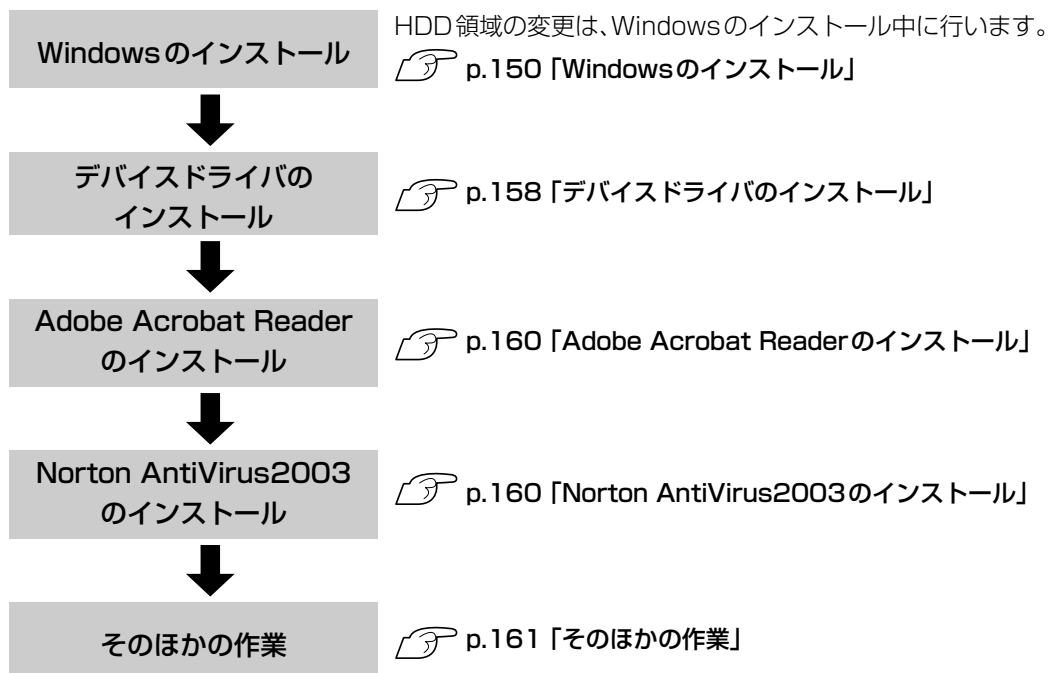 HDD領域の変更は、Windowsのインストール中に行います。
Windowsのインストール
p.150「Windowsのインストール」
デバイスドライバの
インストール
p.158「デバイスドライバのインストール」
Adobe Acrobat Reader
のインストール
p.160「Adobe Acrobat Readerのインストール」
Norton AntiVirus2003
のインストール
p.160「Norton AntiVirus2003のインストール」
そのほかの作業
p.161「そのほかの作業」